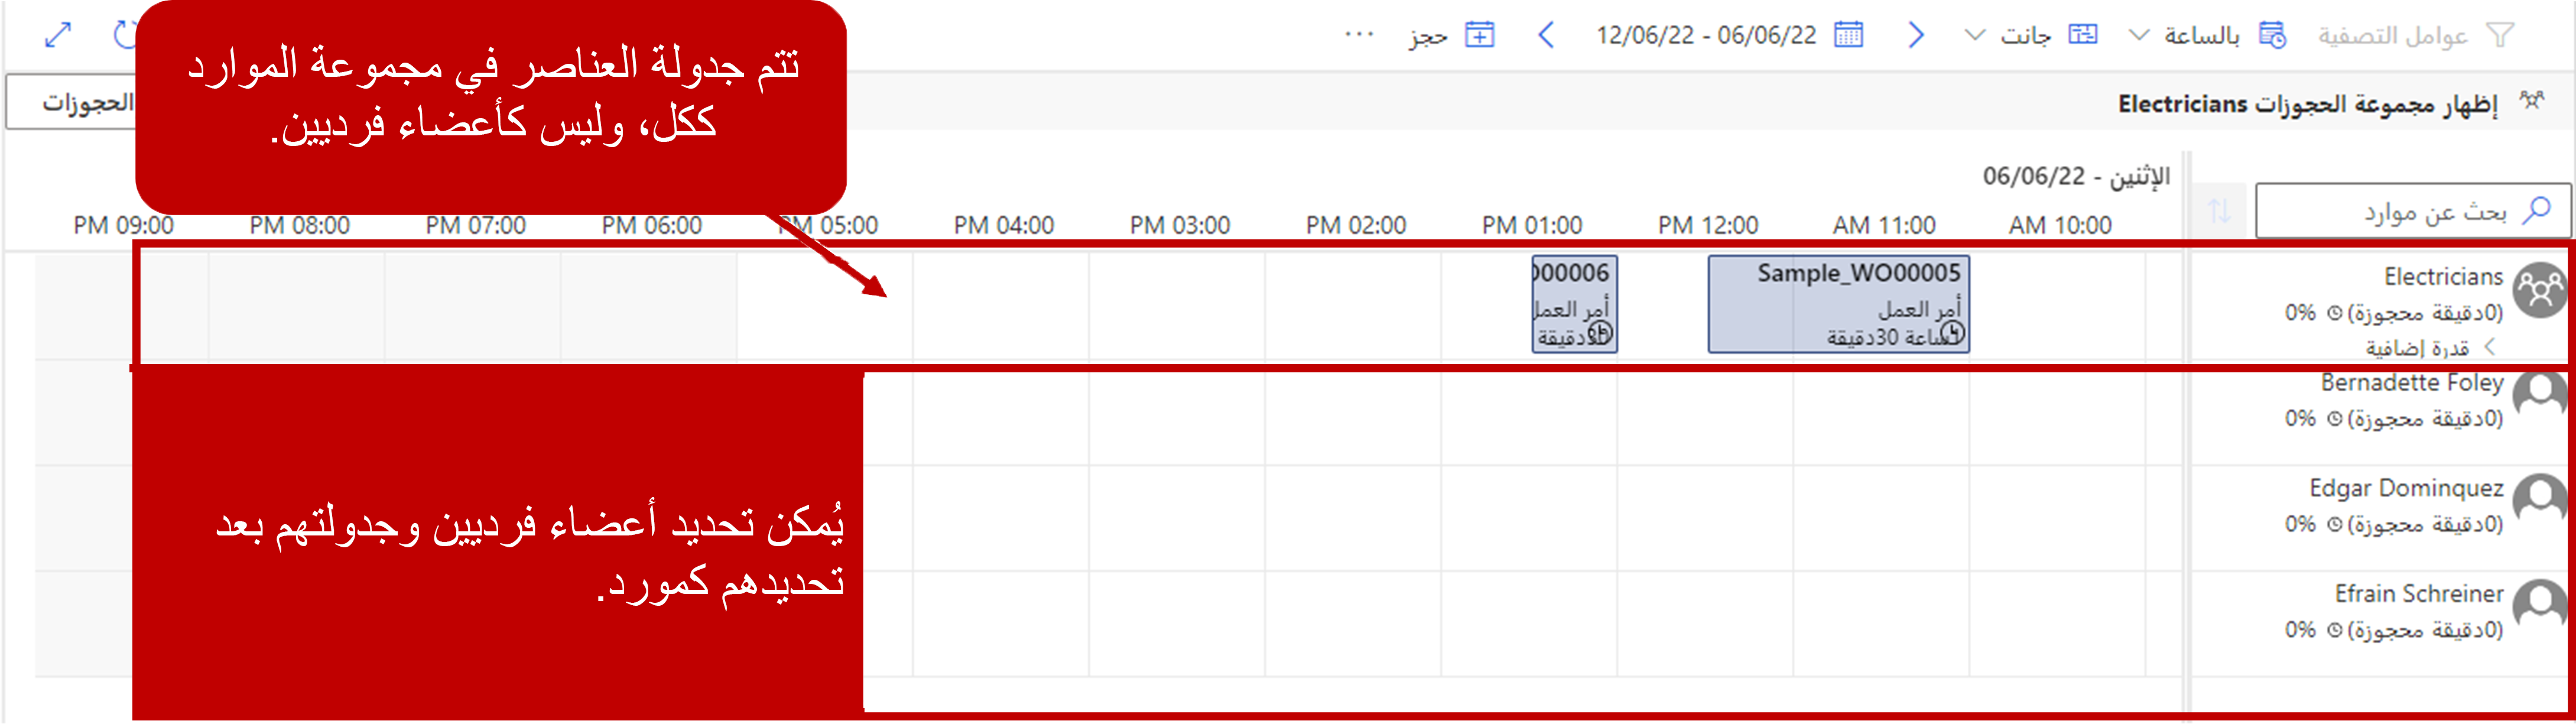 عوامل التصفية
بالساعة
جانت
12/06/22 - 06/06/22
حجز
...
إظهار مجموعة الحجوزات Electricians
الحجوزات
تتم جدولة العناصر في مجموعة الموارد
ككل، وليس كأعضاء فرديين.
الإثنين - 06/06/22
بحث عن موارد
AM 10:00
AM 11:00
PM 12:00
PM 01:00
PM 02:00
PM 03:00
PM 04:00
PM 05:00
PM 06:00
PM 07:00
PM 08:00
PM 09:00
Electricians
(0دقيقة محجوزة) 0%
قدرة إضافية
Sample_WO00005
أمر العمل
30دقيقة
00006
أمر العمل
دقيقة
Bernadette Foley
(0دقيقة محجوزة) 0%
Edgar Dominquez
(0دقيقة محجوزة) 0%
Efrain Schreiner
(0دقيقة محجوزة) 0%
يُمكن تحديد أعضاء فرديين وجدولتهم بعد
تحديدهم كمورد.